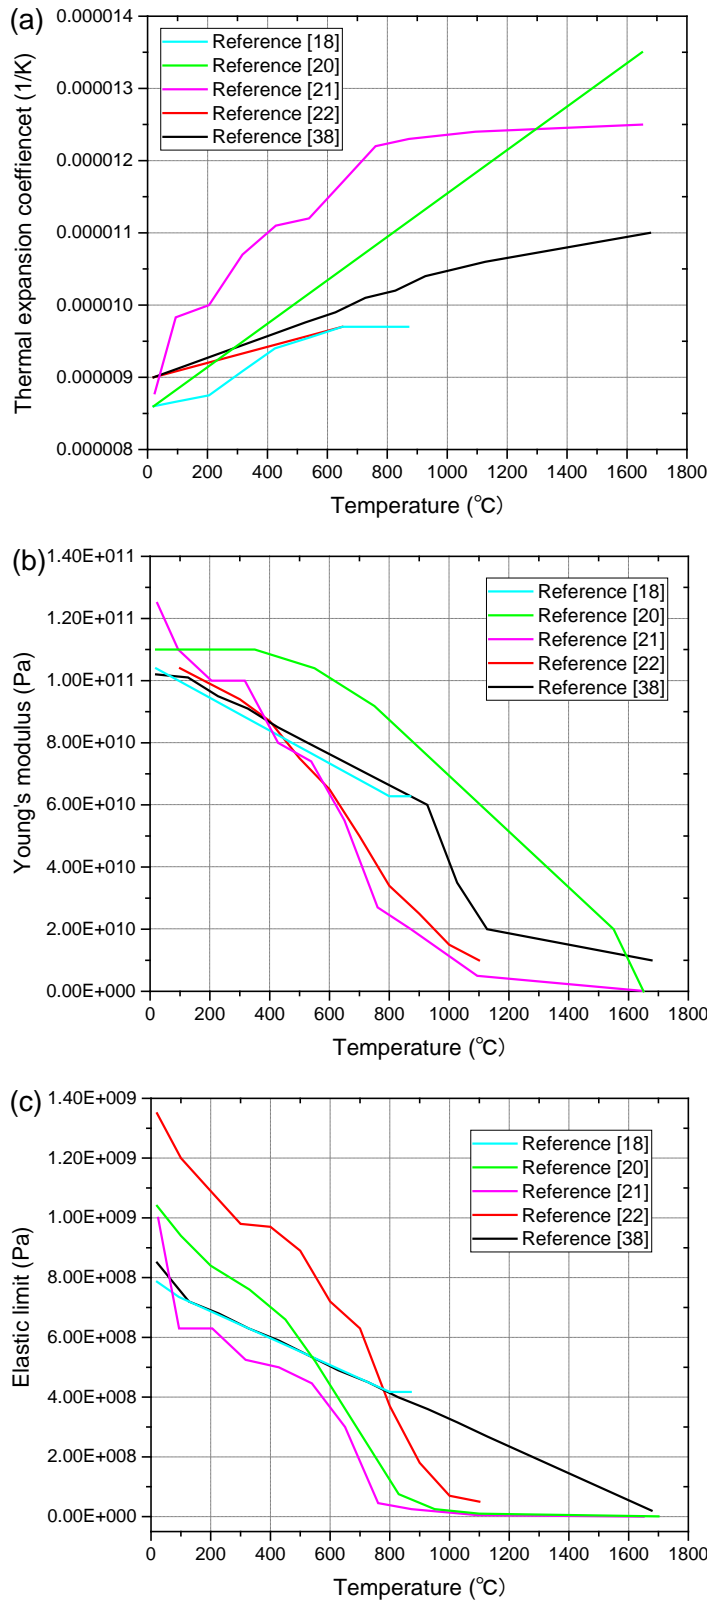 (a)
0.000014
0.000013
0.000012
0.000011
0.000010
0.000009
0.000008
Thermal expansion coeffiencet (1/K)
Reference [18]
Reference [20]
Reference [21]
Reference [22]
Reference [38]
0 200 400 600 800 1000 1200 1400 1600 1800
Temperature (℃)
(b)
1.40E+011
1.20E+011
1.00E+011
8.00E+010
6.00E+010
4.00E+010
2.00E+010
0.00E+000
Young's modulus (Pa)
Reference [18]
Reference [20]
Reference [21]
Reference [22]
Reference [38]
0 200 400 600 800 1000 1200 1400 1600 1800
Temperature (℃)
(c)
1.40E+009
1.20E+009
1.00E+009
8.00E+008
6.00E+008
4.00E+008
2.00E+008
0.00E+000
Elastic limit (Pa)
Reference [18]
Reference [20]
Reference [21]
Reference [22]
Reference [38]
0 200 400 600 800 1000 1200 1400 1600 1800
Temperature (℃)